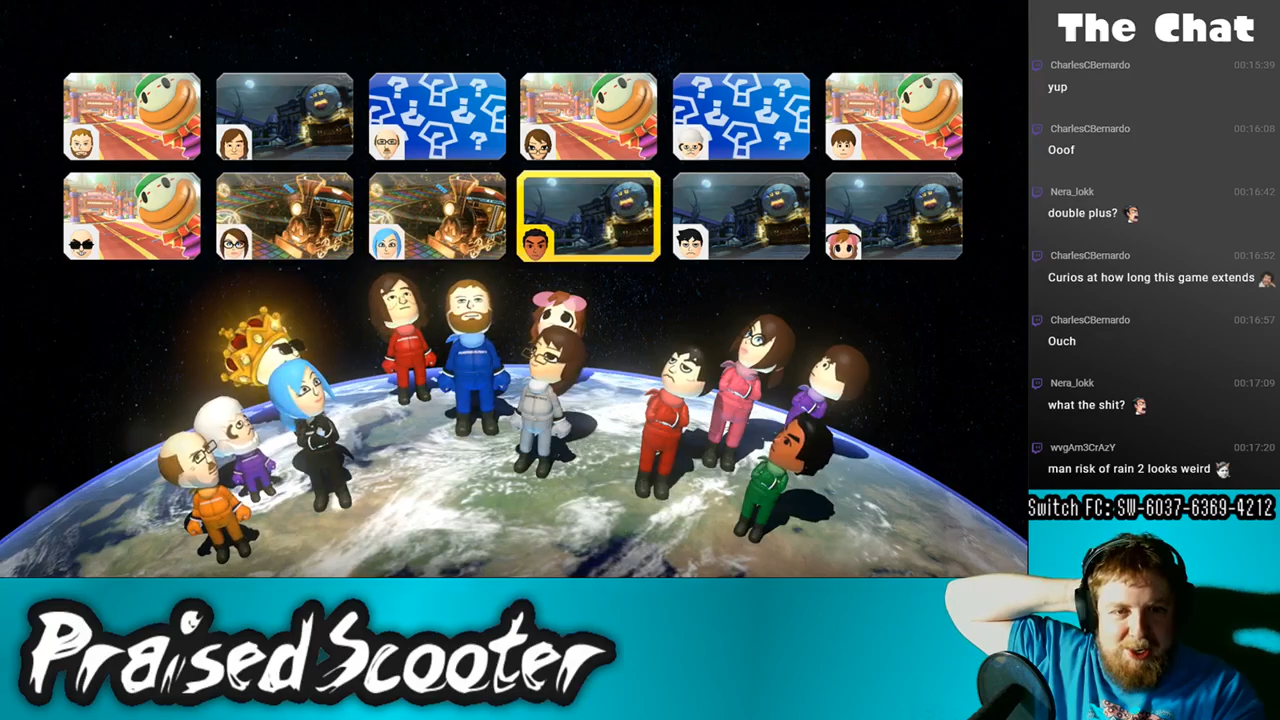 The Chat
CharlesCBernardo 00:15:39
yup
CharlesCBernardo 00:16:08
Ooof
Nera_lokk 00:16:42
double plus?
CharlesCBernardo 00:16:52
Curios at how long this game extends
CharlesCBernardo 00:16:57
Ouch
Nera_lokk 00:17:09
what the shit?
wvgAm3CrAzY 00:17:20
man risk of rain 2 looks weird
Switch FC: SW-6037-6369-4212
PraisedScooter